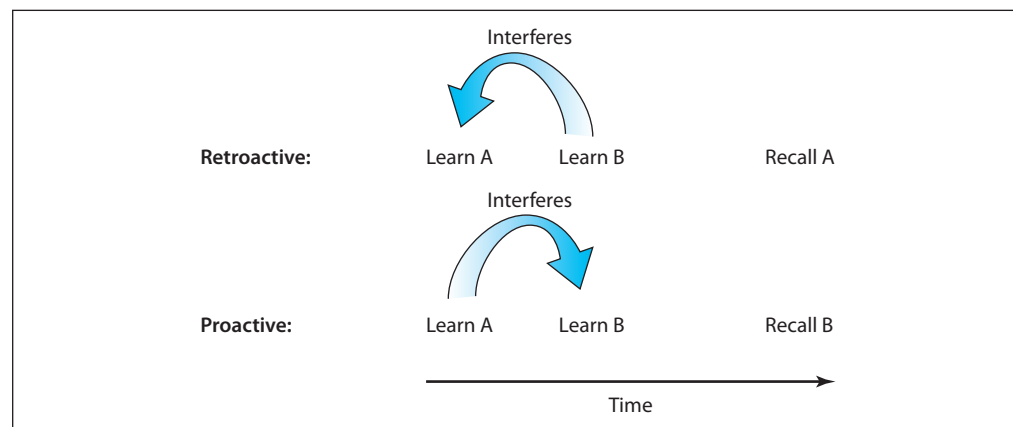 Interferes
Retroactive: Learn A Learn B Recall A
Interferes
Proactive: Learn A Learn B Recall B
Time